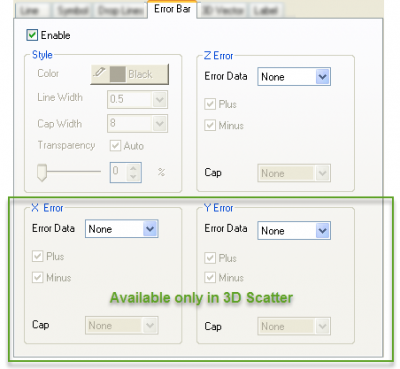 Line Symbol Drop Lines Error Bar 3D Vector Label
Enable
Style
Color Black
Line Width 0.5
Cap Width 8
Transparency Auto
0 %
Z Error
Error Data None
Plus
Minus
Cap None
X Error
Error Data None
Plus
Minus
Cap None
Y Error
Error Data None
Plus
Minus
Cap None
Available only in 3D Scatter